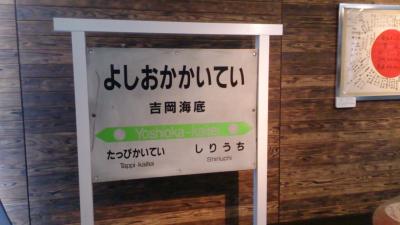 よしおかかいてい
吉岡海底
Yoshioka-kaitei
たっぴかいてい しりうち
Tappi-kaitei Shiriuchi